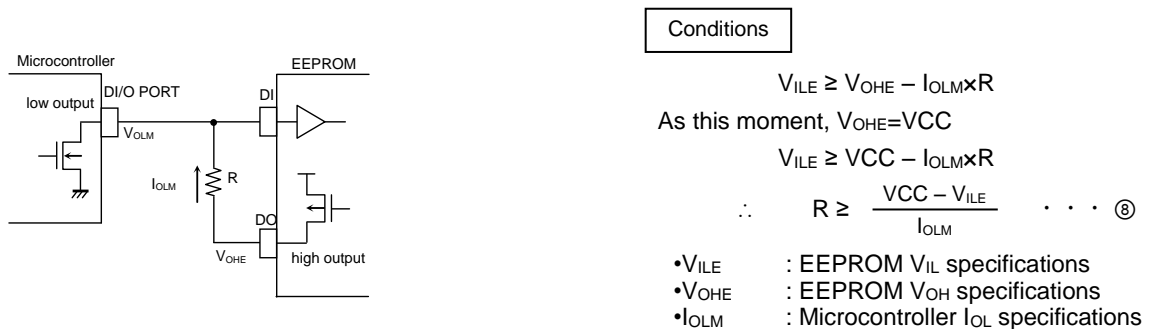 Microcontroller
EEPROM
DI/O PORT
DI
low output
VOLM
IOLM
R
DO
VOHE
high output
Conditions
VILE ≥ VOHE – IOLM×R
As this moment, VOHE=VCC
VILE ≥ VCC – IOLM×R
∴ R ≥ VCC – VILE / IOLM ・・・⑧
•VILE : EEPROM VIL specifications
•VOHE : EEPROM VOH specifications
•IOLM : Microcontroller IOL specifications